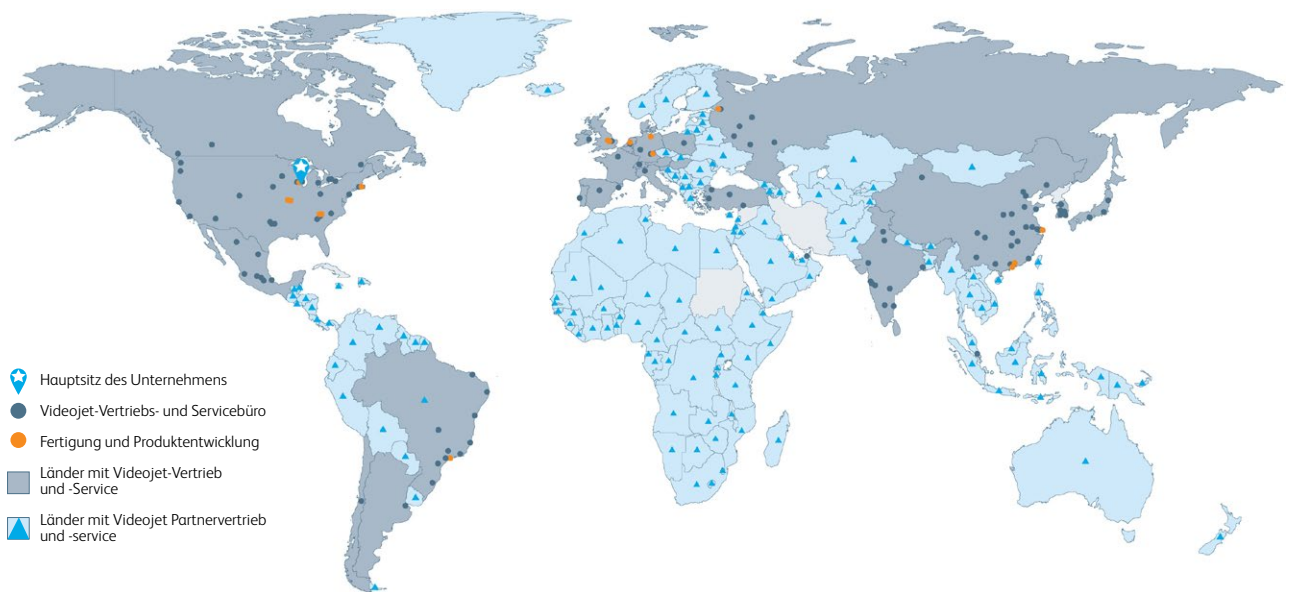 Hauptsitz des Unternehmens
Videojet-Vertriebs- und Servicebüro
Fertigung und Produktentwicklung
Länder mit Videojet-Vertrieb
und -Service
Länder mit Videojet Partnervertrieb
und -service